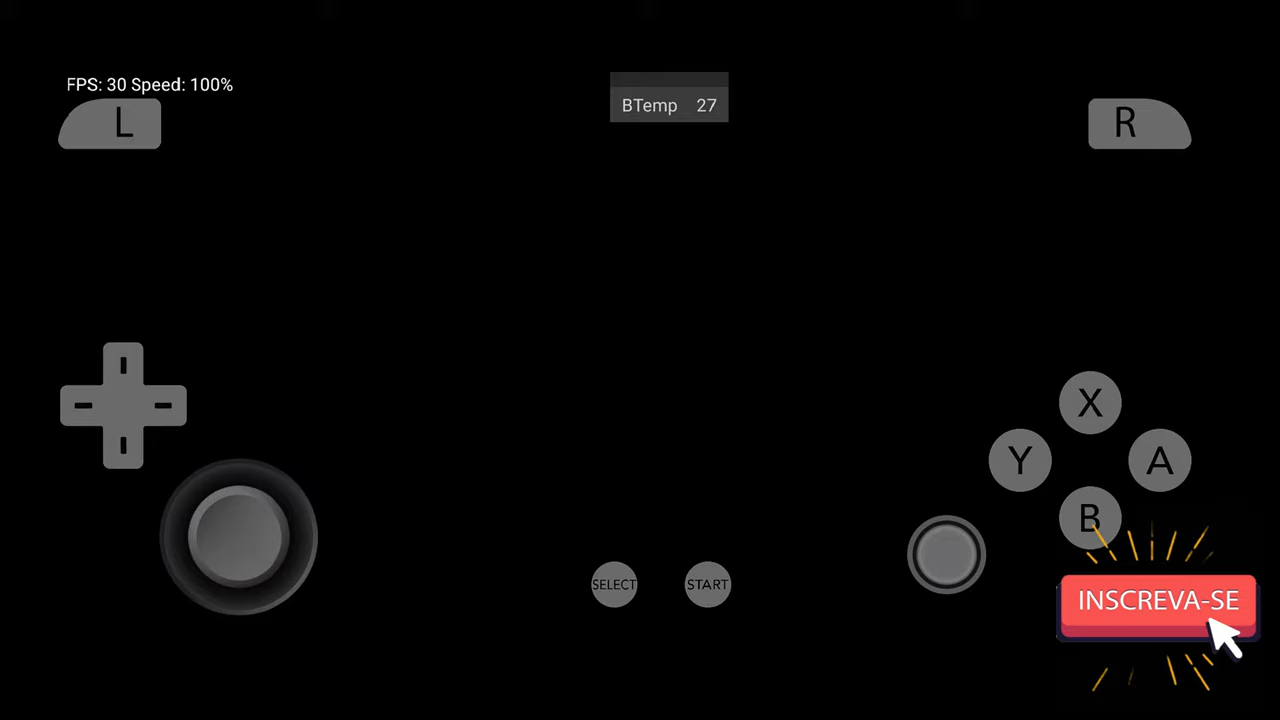 FPS: 30 Speed: 100%
BTemp 27
L
R
X
Y
A
B
SELECT
START
INSCREVA-SE